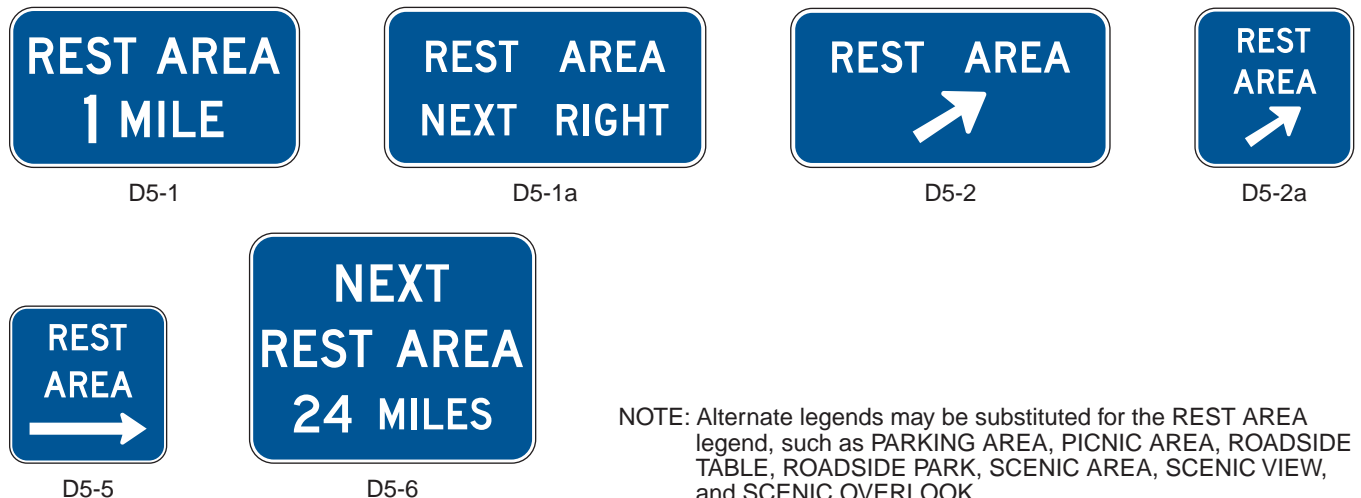 REST AREA
1 MILE
D5-1
REST AREA
NEXT RIGHT
D5-1a
REST AREA
D5-2
REST
AREA
D5-2a
REST
AREA
D5-5
NEXT
REST AREA
24 MILES
D5-6
NOTE: Alternate legends may be substituted for the REST AREA
legend, such as PARKING AREA, PICNIC AREA, ROADSIDE
TABLE, ROADSIDE PARK, SCENIC AREA, SCENIC VIEW,
and SCENIC OVERLOOK